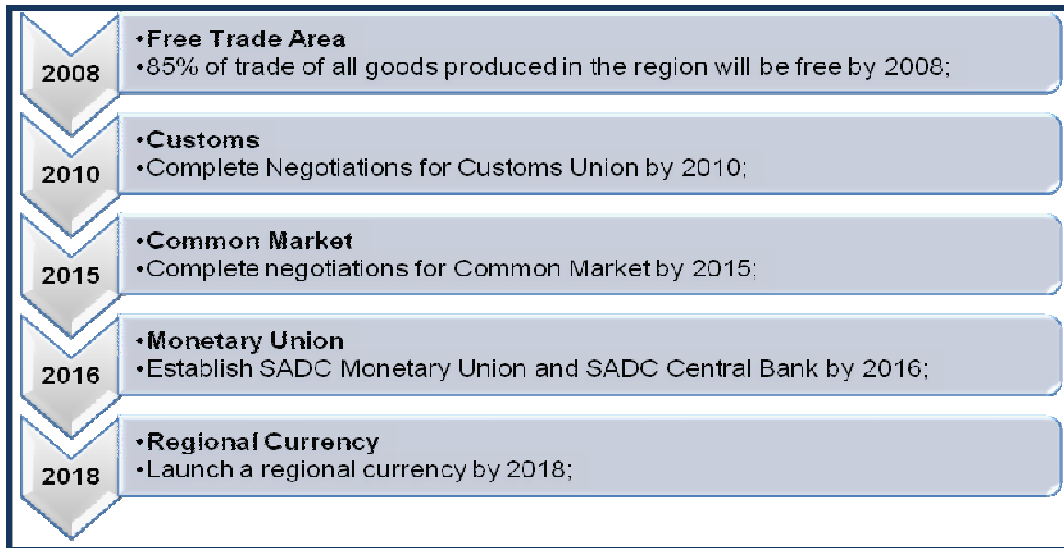 2008
•Free Trade Area
•85% of trade of all goods produced in the region will be free by 2008;
2010
•Customs
•Complete Negotiations for Customs Union by 2010;
2015
•Common Market
•Complete negotiations for Common Market by 2015;
2016
•Monetary Union
•Establish SADC Monetary Union and SADC Central Bank by 2016;
2018
•Regional Currency
•Launch a regional currency by 2018;